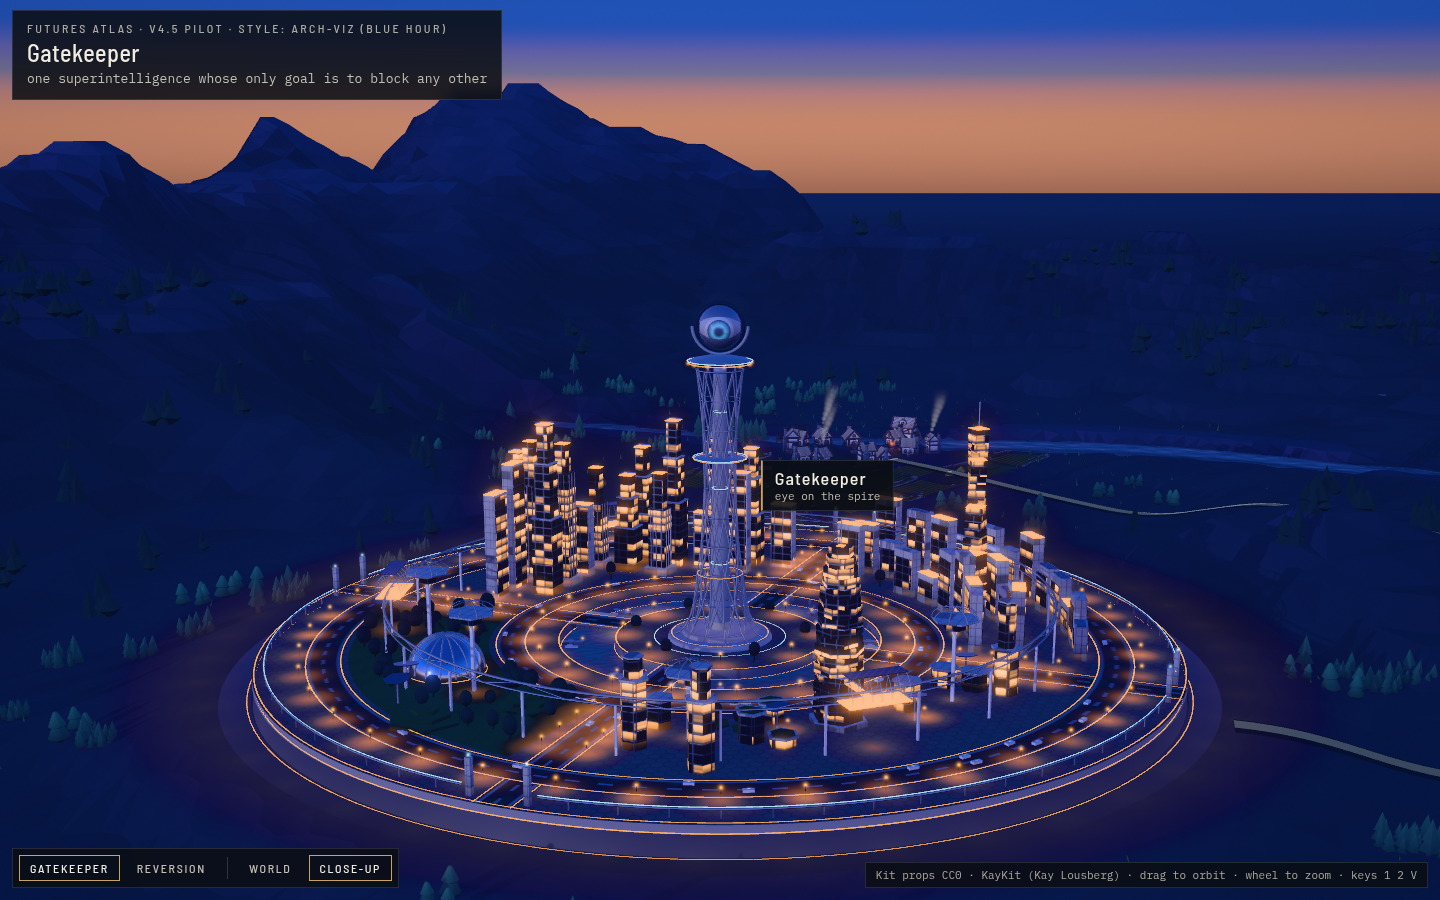 FUTURES ATLAS · V4.5 PILOT · STYLE: ARCH-VIZ (BLUE HOUR)
Gatekeeper
one superintelligence whose only goal is to block any other
Gatekeeper
eye on the spire
GATEKEEPER REVERSION WORLD CLOSE-UP
Kit props CC0 · KayKit (Kay Lousberg) · drag to orbit · wheel to zoom · keys 1 2 V